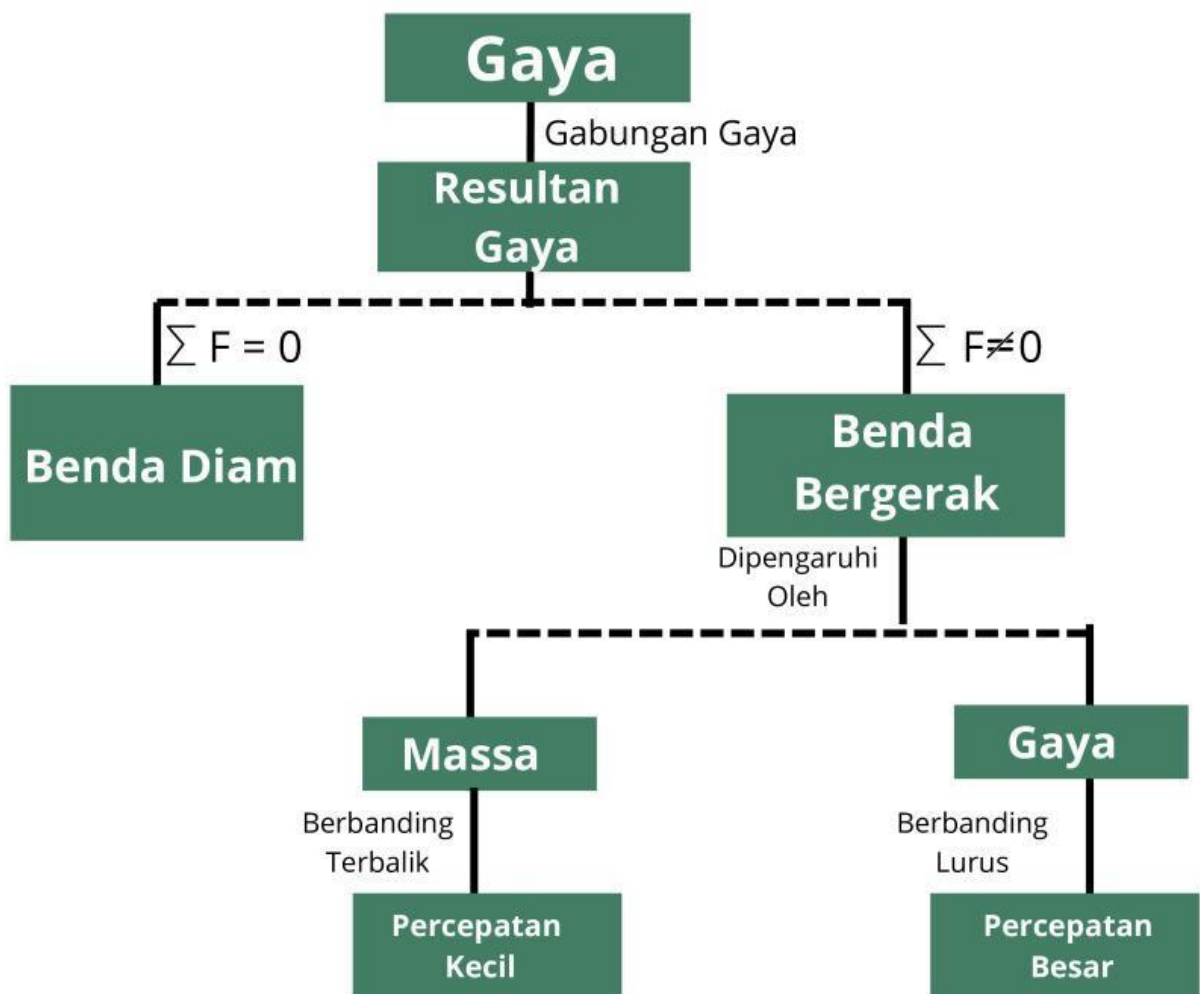 Gaya
Gabungan Gaya
Resultan
Gaya
∑ F = 0
∑ F≠0
Benda Diam
Benda
Bergerak
Dipengaruhi
Oleh
Massa
Gaya
Berbanding
Terbalik
Berbanding
Lurus
Percepatan
Kecil
Percepatan
Besar